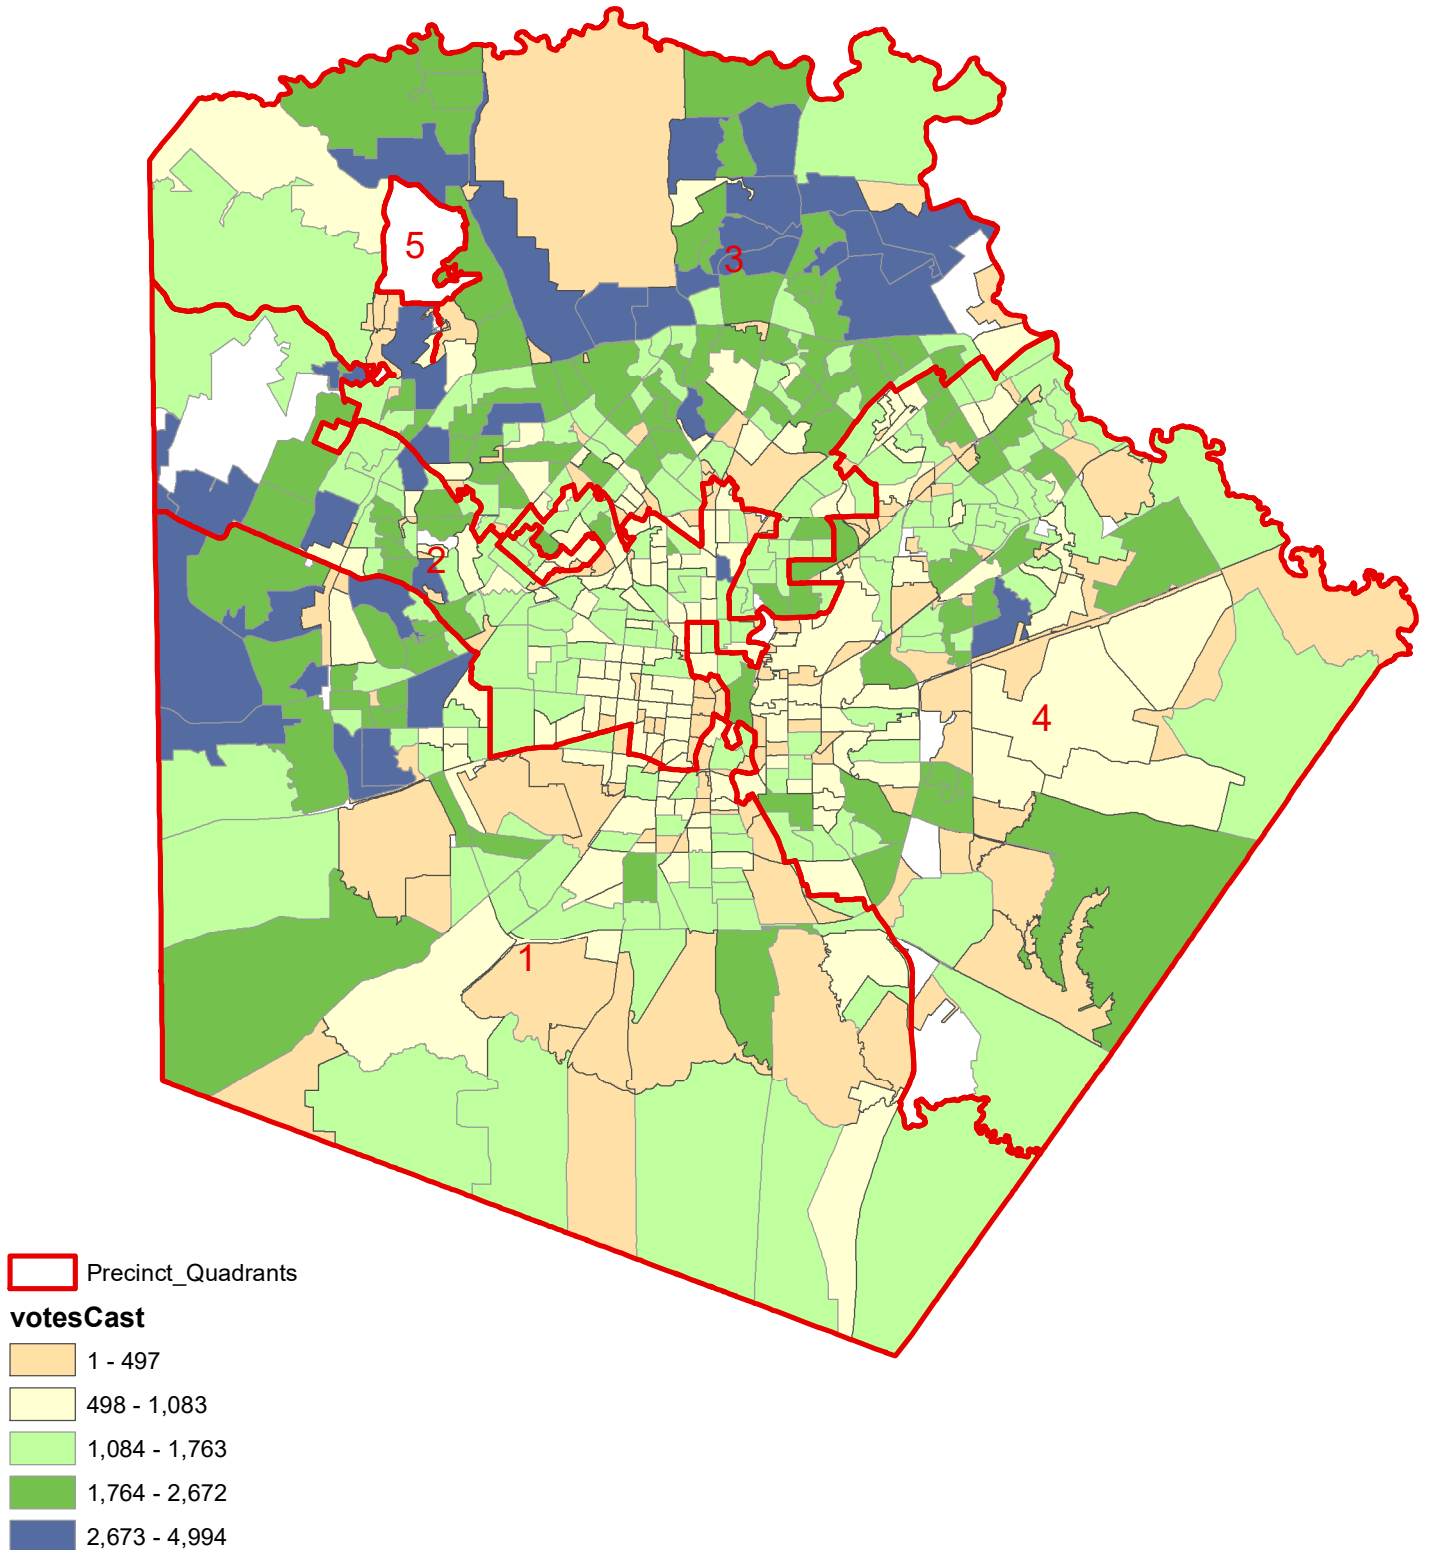 5
3
2
4
1
Precinct_Quadrants
votesCast
1 - 497
498 - 1,083
1,084 - 1,763
1,764 - 2,672
2,673 - 4,994